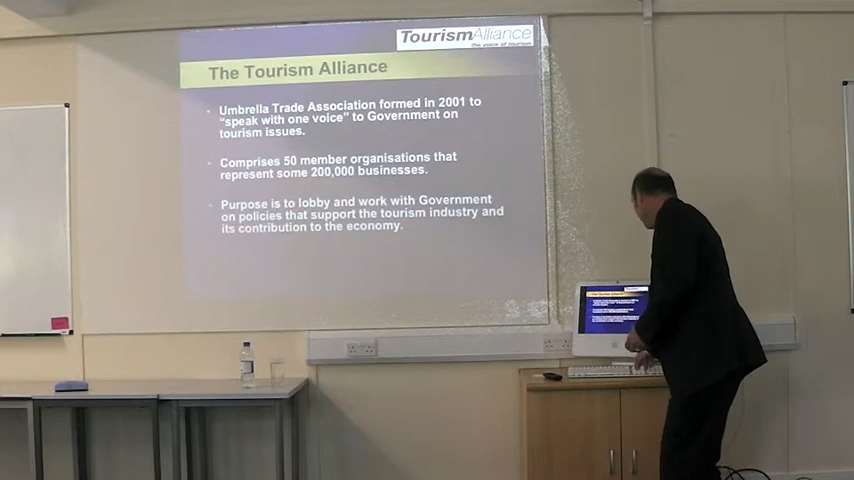 TourismAlliance
the voice of tourism
The Tourism Alliance
Umbrella Trade Association formed in 2001 to
"speak with one voice" to Government on
tourism issues.
Comprises 50 member organisations that
represent some 200,000 businesses.
Purpose is to lobby and work with Government
on policies that support the tourism industry and
its contribution to the economy.